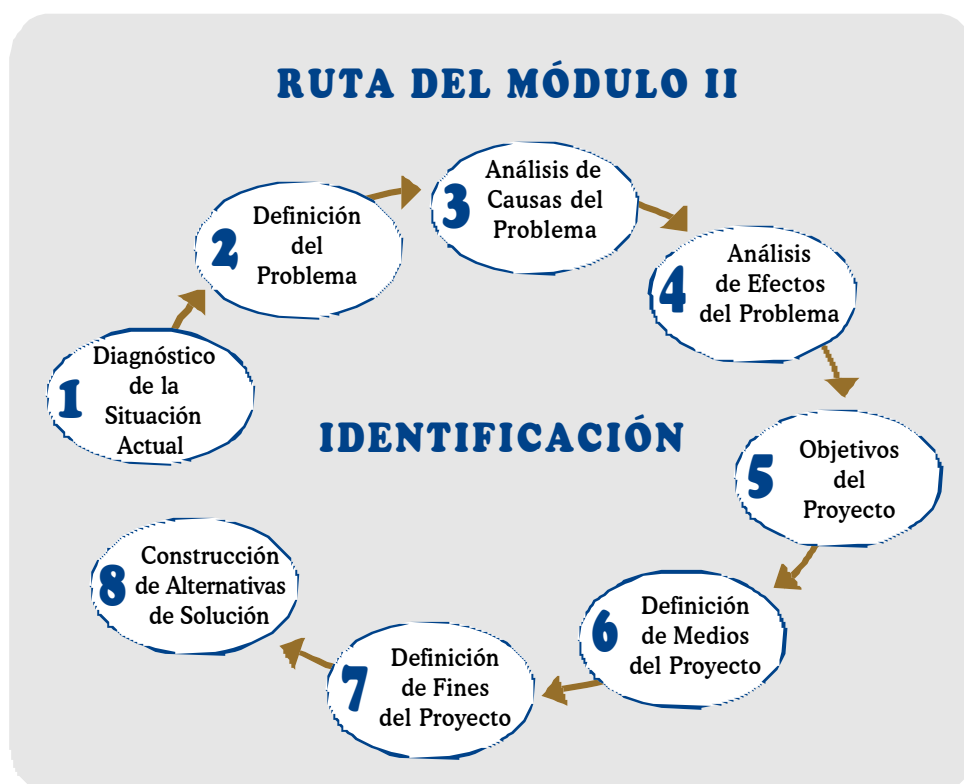 RUTA DEL MÓDULO II
1
Diagnóstico
de la
Situación
Actual
2
Definición
del
Problema
3
Análisis de
Causas del
Problema
4
Análisis
de Efectos
del Problema
IDENTIFICACIÓN
5
Objetivos
del
Proyecto
6
Definición
de Medios
del Proyecto
7
Definición
de Fines
del Proyecto
8
Construcción
de Alternativas
de Solución